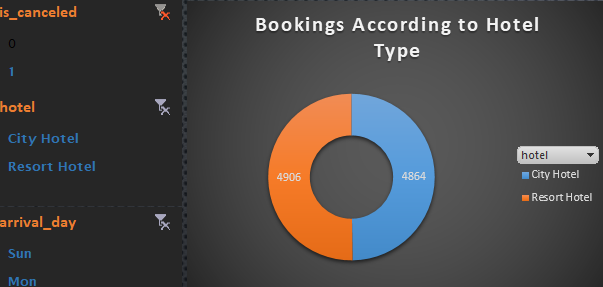 is_canceled
0
1
hotel
City Hotel
Resort Hotel
arrival_day
Sun
Mon
Bookings According to Hotel
Type
4906
4864
hotel
City Hotel
Resort Hotel